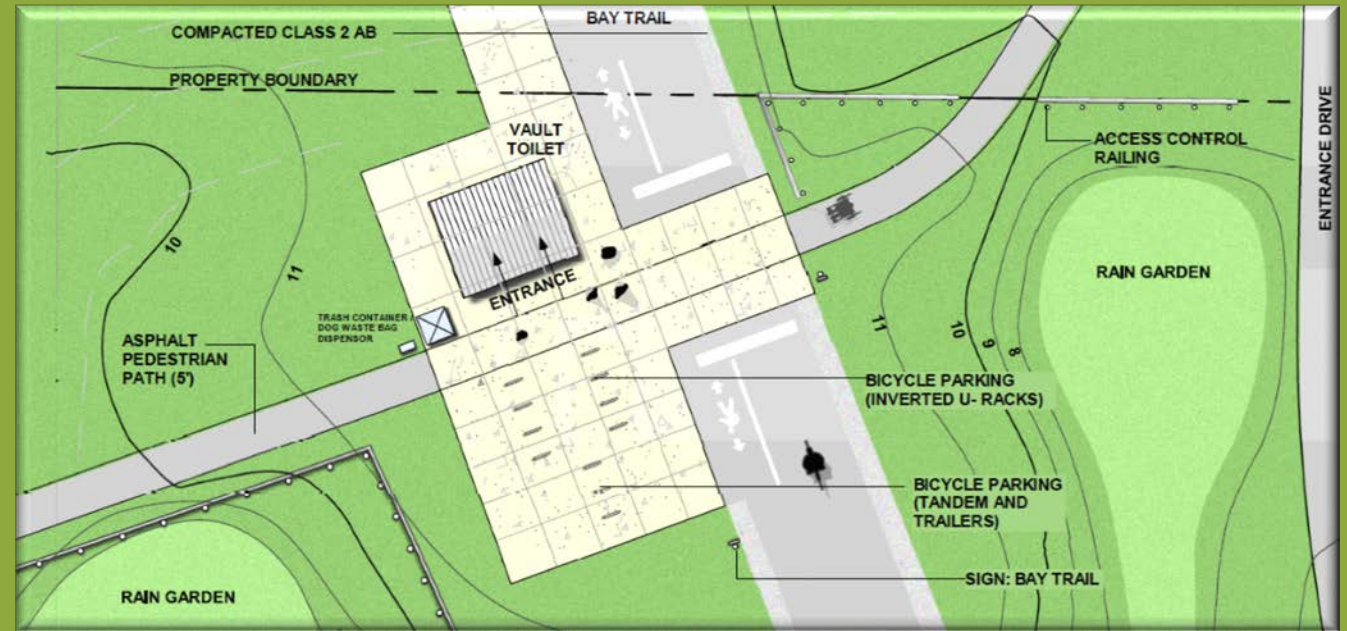 BAY TRAIL
COMPACTED CLASS 2 AB
PROPERTY BOUNDARY
VAULT
TOILET
ACCESS CONTROL
RAILING
ENTRANCE DRIVE
10
11
RAIN GARDEN
ENTRANCE
TRASH CONTAINER /
DOG WASTE BAG
DISPENSOR
11
10
9
8
ASPHALT
PEDESTRIAN
PATH (5')
BICYCLE PARKING
(INVERTED U- RACKS)
BICYCLE PARKING
(TANDEM AND
TRAILERS)
SIGN: BAY TRAIL
RAIN GARDEN